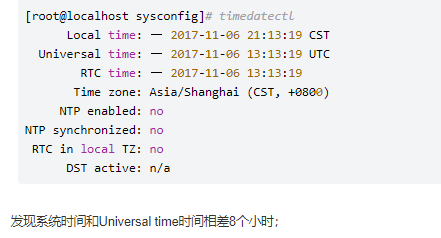 [root@localhost sysconfig]# timedatectl
Local time: 一 2017-11-06 21:13:19 CST
Universal time: 一 2017-11-06 13:13:19 UTC
RTC time: 一 2017-11-06 13:13:19
Time zone: Asia/Shanghai (CST, +0800)
NTP enabled: no
NTP synchronized: no
RTC in local TZ: no
DST active: n/a
发现系统时间和Universal time时间相差8个小时；